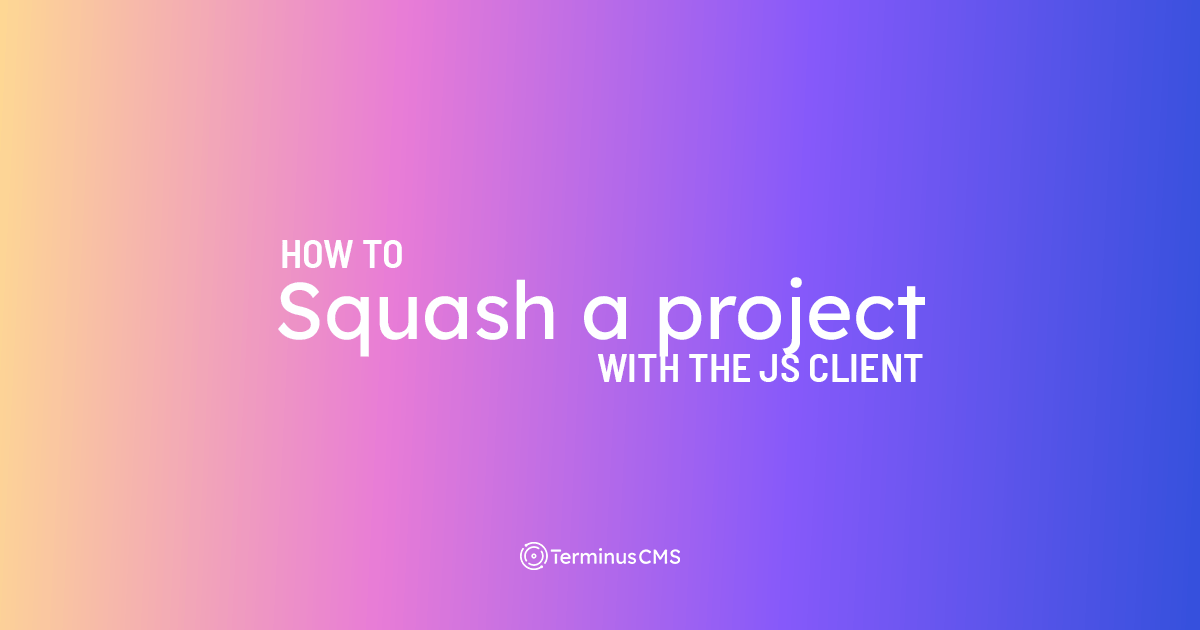 HOW TO
Squash a project
WITH THE JS CLIENT
TerminusCMS